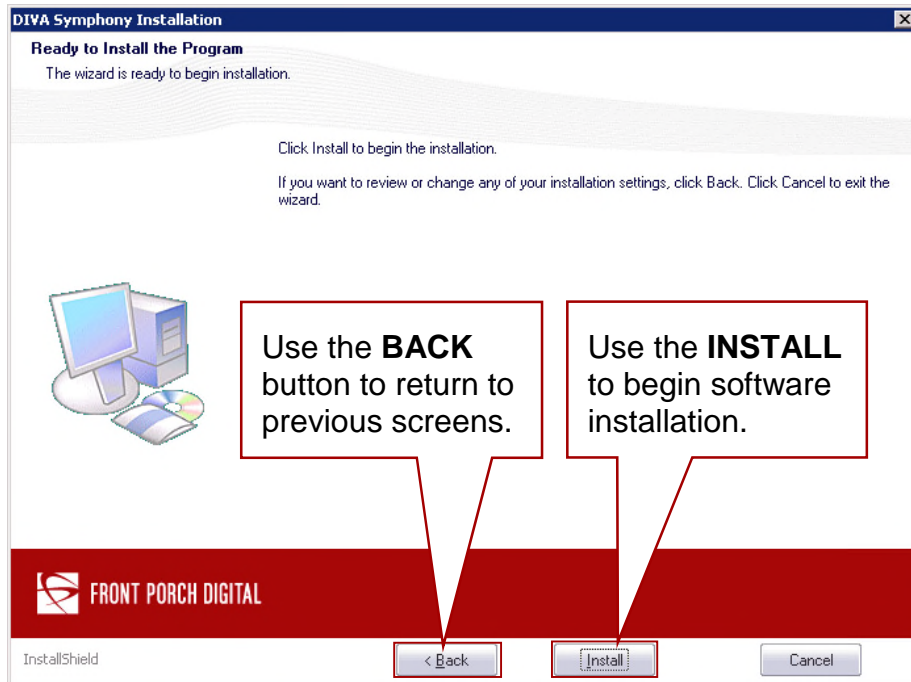 DIVA Symphony Installation
Ready to Install the Program
The wizard is ready to begin installation.
Click Install to begin the installation.
If you want to review or change any of your installation settings, click Back. Click Cancel to exit the
wizard.
Use the BACK
button to return to
previous screens.
Use the INSTALL
to begin software
installation.
FRONT PORCH DIGITAL
InstallShield
< Back
Install
Cancel